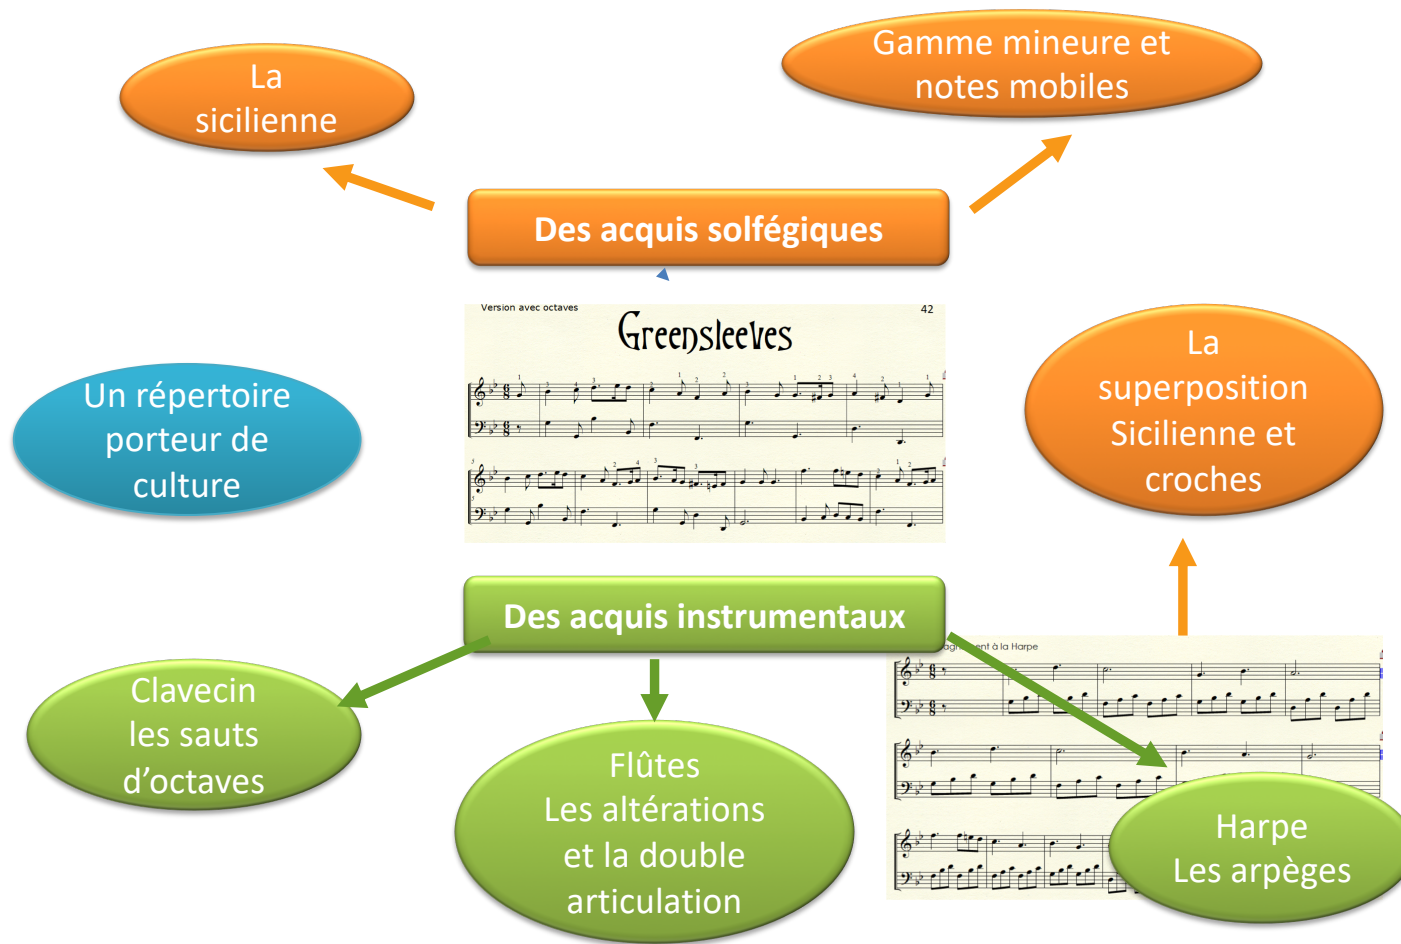 La
sicilienne
Gamme mineure et
notes mobiles
Des acquis solfégiques
Version avec octaves
42
Greensleeves
Un répertoire
porteur de
culture
La
superposition
Sicilienne et
croches
Des acquis instrumentaux
à la Harpe
Clavecin
les sauts
d’octaves
Flûtes
Les altérations
et la double
articulation
Harpe
Les arpèges